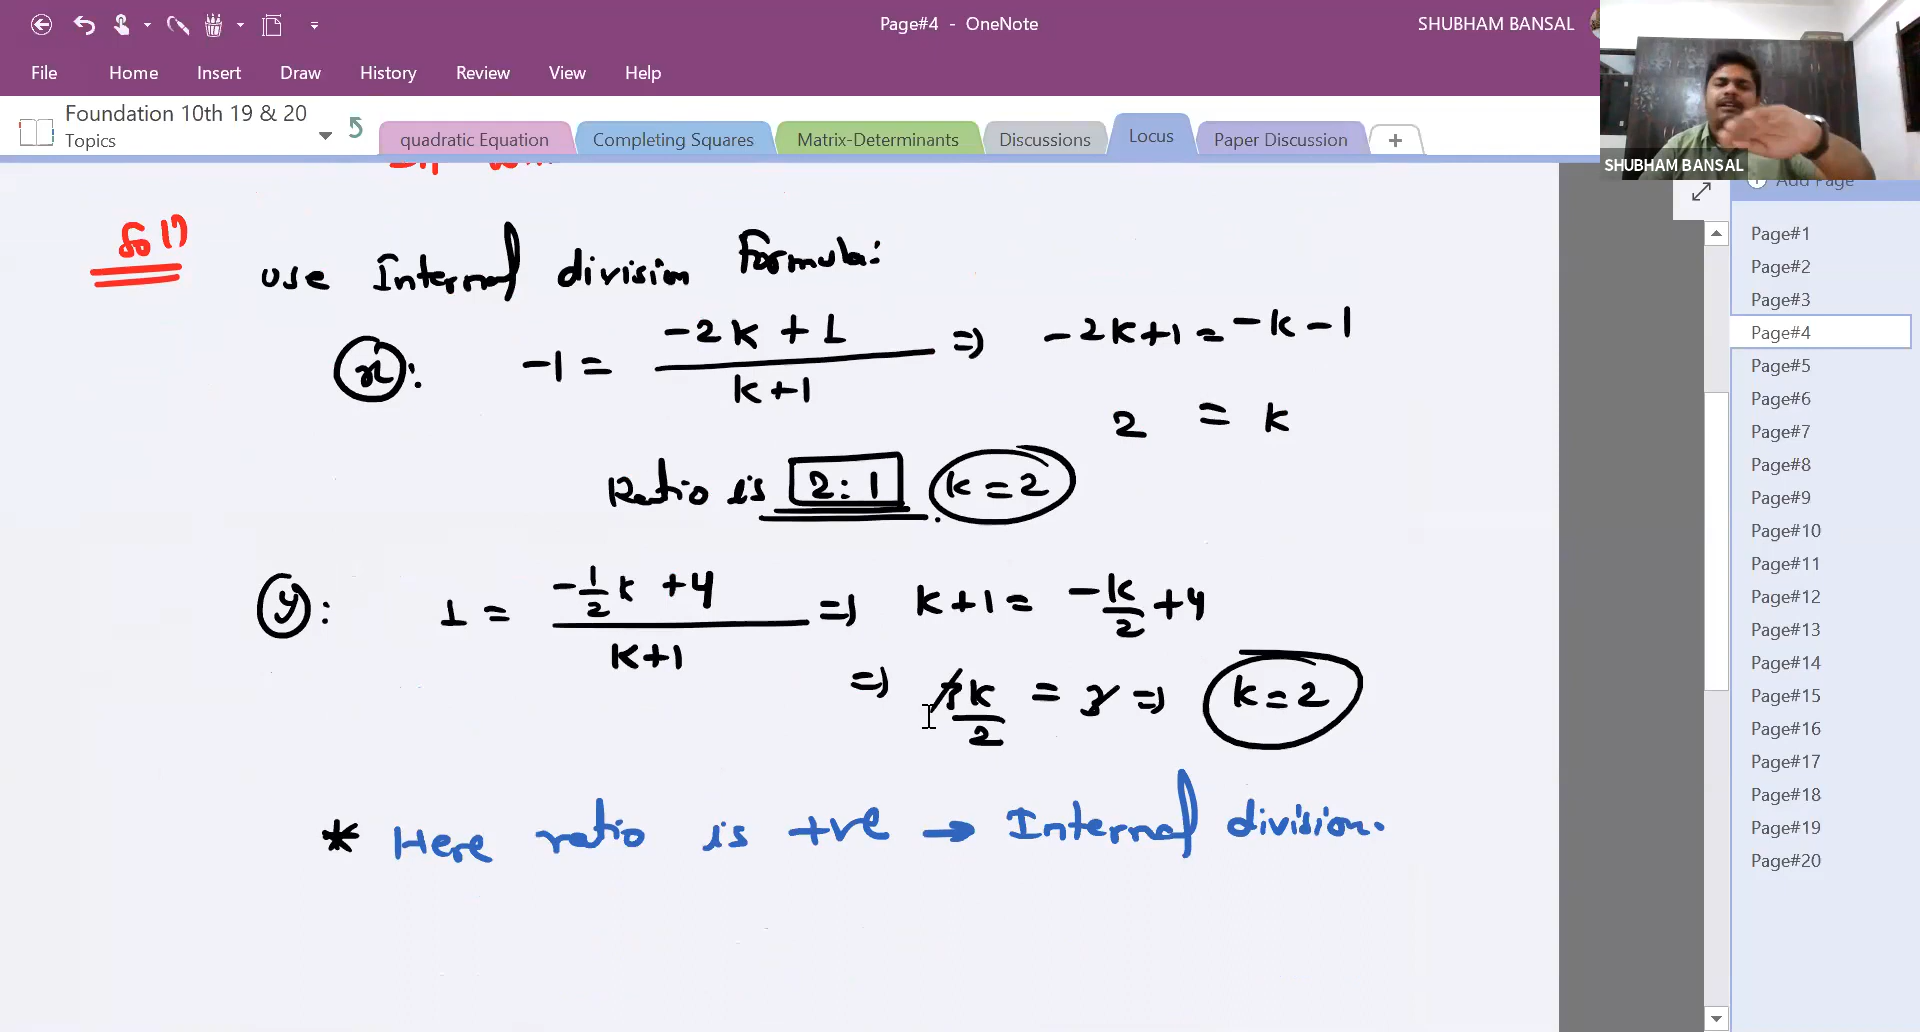 Page#4 - OneNote
SHUBHAM BANSAL
File Home Insert Draw History Review View Help
Foundation 10th 19 & 20
Topics
quadratic Equation
Completing Squares
Matrix-Determinants
Discussions
Locus
Paper Discussion
+
SHUBHAM BANSAL
Add Page
Sol")
use Internal division formula:
x: -1 = (-2k + 1)/(k+1) => -2k+1 = -k-1
2 = k
Ratio is 2:1. k=2
y: 1 = (-1/2 k + 4)/(k+1) => k+1 = -k/2 + 4
=> 3k/2 = 3 => k=2
* Here ratio is +ve → Internal division.
Page#1
Page#2
Page#3
Page#4
Page#5
Page#6
Page#7
Page#8
Page#9
Page#10
Page#11
Page#12
Page#13
Page#14
Page#15
Page#16
Page#17
Page#18
Page#19
Page#20